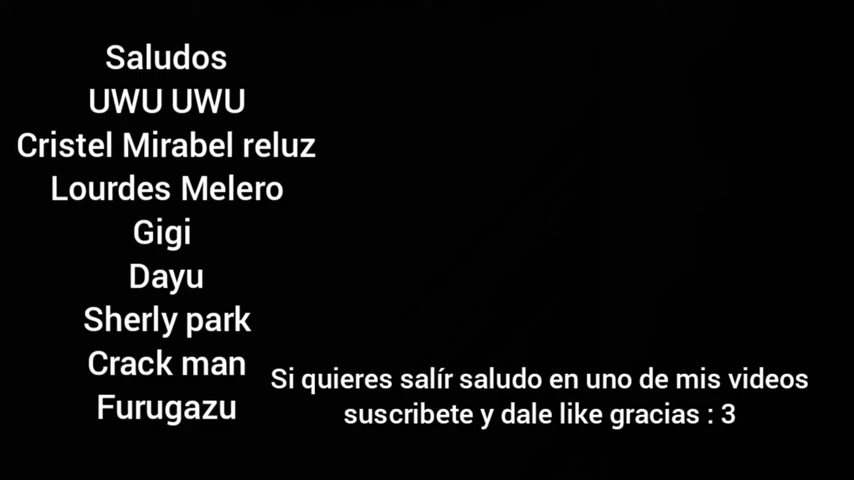 Saludos
UWU UWU
Cristel Mirabel reluz
Lourdes Melero
Gigi
Dayu
Sherly park
Crack man
Furugazu
Si quieres salír saludo en uno de mis videos
suscribete y dale like gracias : 3